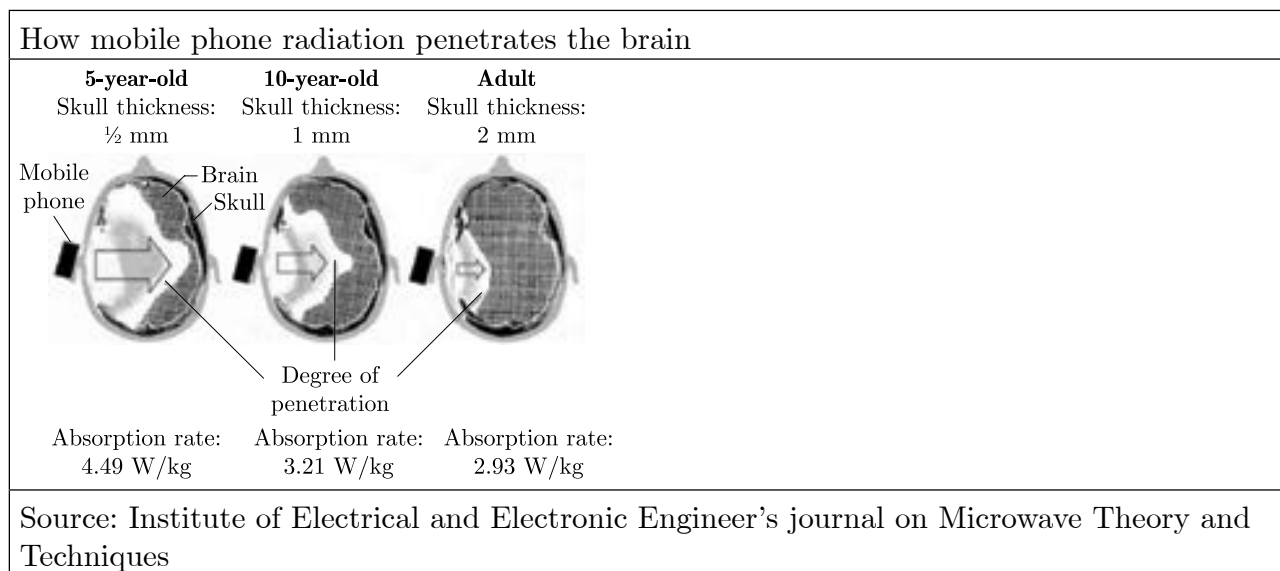 How mobile phone radiation penetrates the brain
5-year-old 10-year-old Adult
Skull thickness: Skull thickness: Skull thickness:
½ mm 1 mm 2 mm
Mobile
phone
Brain
Skull
Degree of
penetration
Absorption rate: Absorption rate: Absorption rate:
4.49 W/kg 3.21 W/kg 2.93 W/kg
Source: Institute of Electrical and Electronic Engineer's journal on Microwave Theory and
Techniques